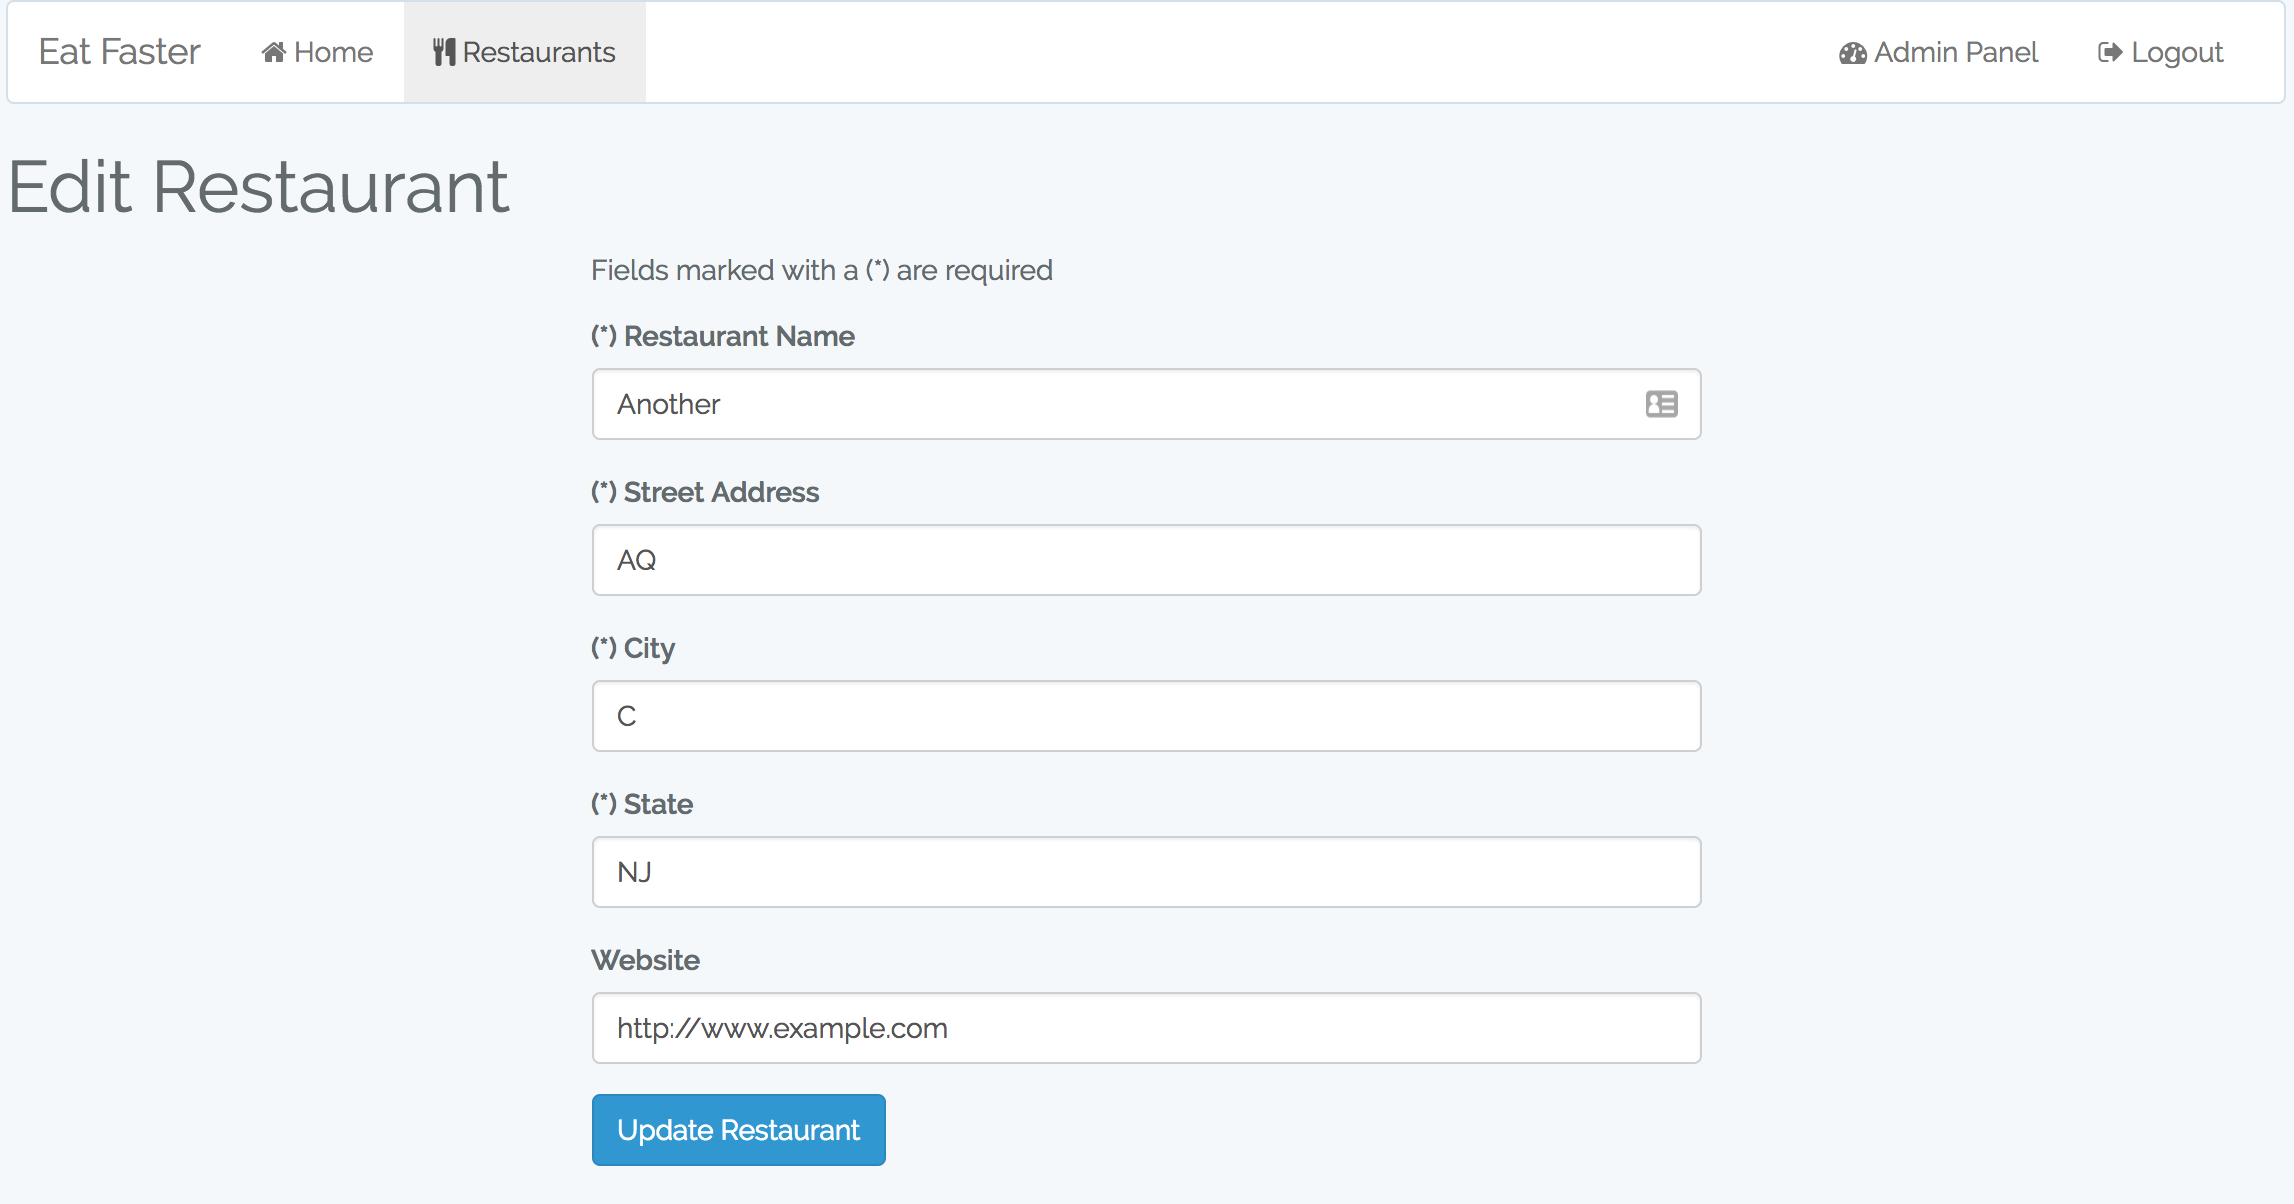 Eat Faster Home Restaurants Admin Panel Logout
Edit Restaurant
Fields marked with a (*) are required
(*) Restaurant Name
Another
(*) Street Address
AQ
(*) City
C
(*) State
NJ
Website
http://www.example.com
Update Restaurant